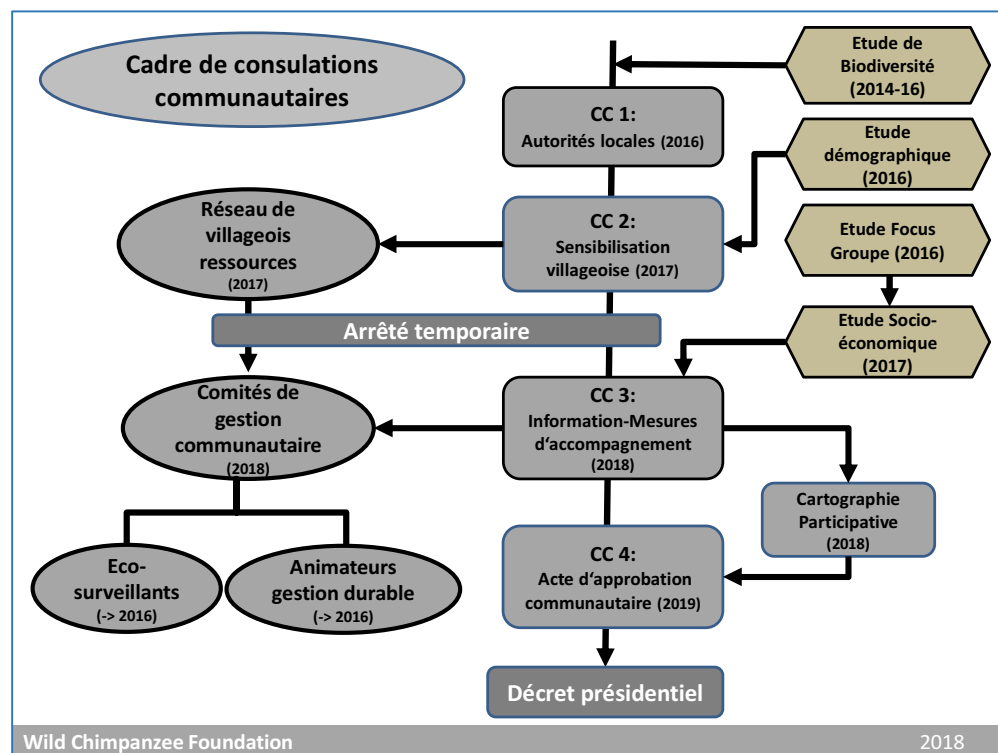 Cadre de consulations
communautaires
Etude de
Biodiversité
(2014-16)
CC 1:
Autorités locales (2016)
Etude
démographique
(2016)
Réseau de
villageois
ressources
(2017)
CC 2:
Sensibilisation
villageoise (2017)
Etude Focus
Groupe (2016)
Arrêté temporaire
Etude Socio-
économique
(2017)
Comités de
gestion
communautaire
(2018)
CC 3:
Information-Mesures
d‘accompagnement
(2018)
Cartographie
Participative
(2018)
Eco-
surveillants
(-> 2016)
Animateurs
gestion durable
(-> 2016)
CC 4:
Acte d‘approbation
communautaire (2019)
Décret présidentiel
Wild Chimpanzee Foundation 2018